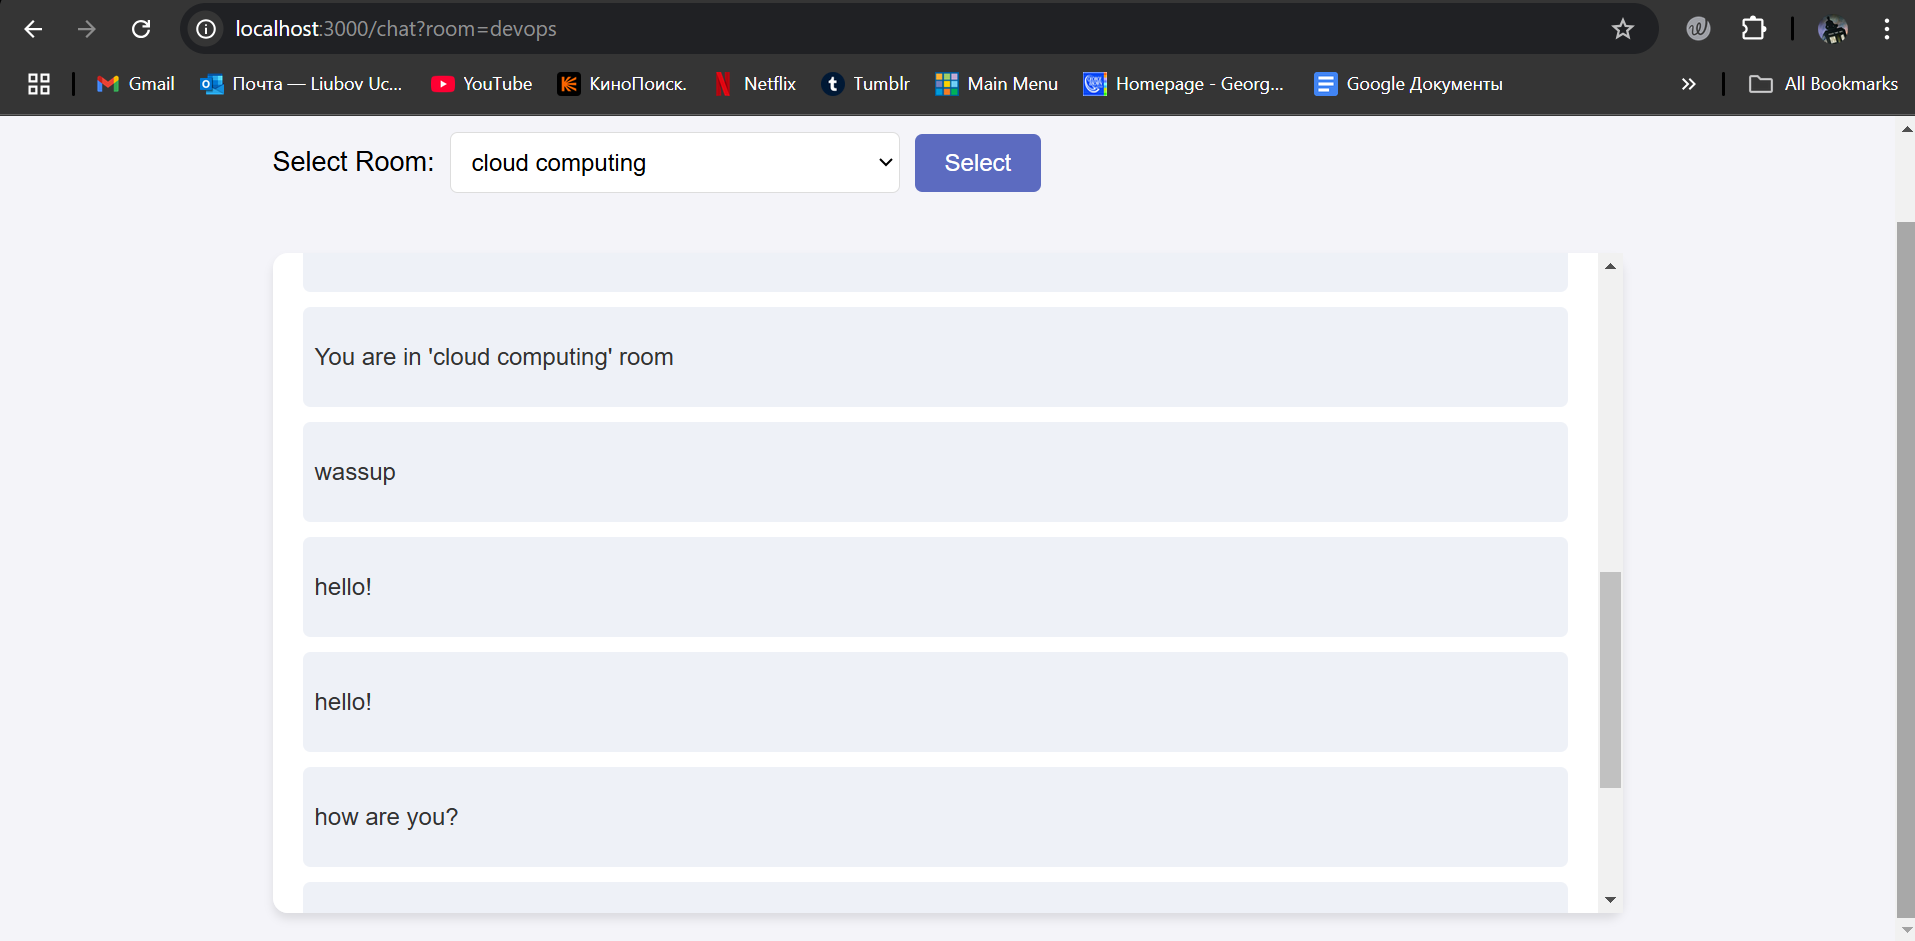 localhost:3000/chat?room=devops
Gmail Почта — Liubov Uc... YouTube КиноПоиск. Netflix Tumblr Main Menu Homepage - Georg... Google Документы All Bookmarks
Select Room: cloud computing Select
You are in 'cloud computing' room
wassup
hello!
hello!
how are you?